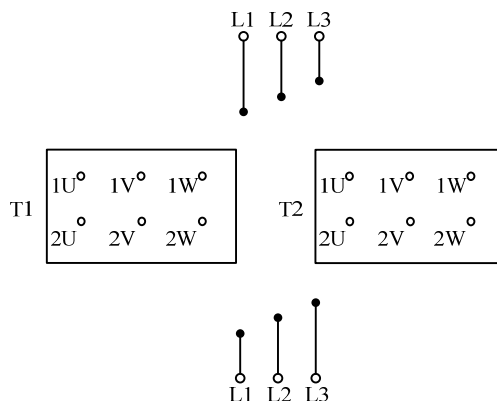 L1 L2 L3
1U 1V 1W 1U 1V 1W
T1 T2
2U 2V 2W 2U 2V 2W
L1 L2 L3